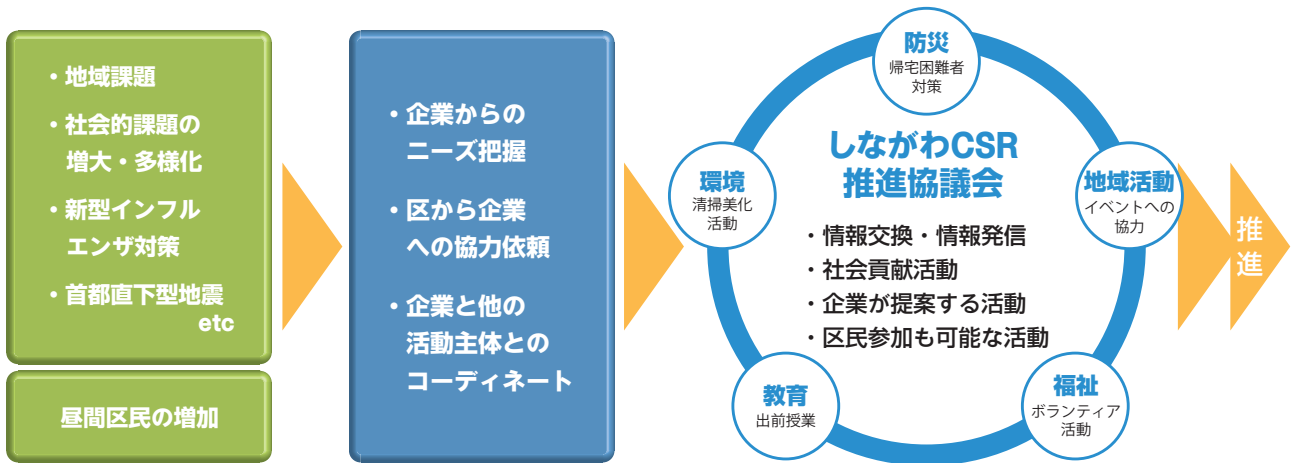 ・地域課題
・社会的課題の
増大・多様化
・新型インフル
エンザ対策
・首都直下型地震
etc
昼間区民の増加
・企業からの
ニーズ把握
・区から企業
への協力依頼
・企業と他の
活動主体との
コーディネート
防災
帰宅困難者
対策
しながわCSR
推進協議会
環境
清掃美化
活動
地域活動
イベントへの
協力
・情報交換・情報発信
・社会貢献活動
・企業が提案する活動
・区民参加も可能な活動
教育
出前授業
福祉
ボランティア
活動
推
進